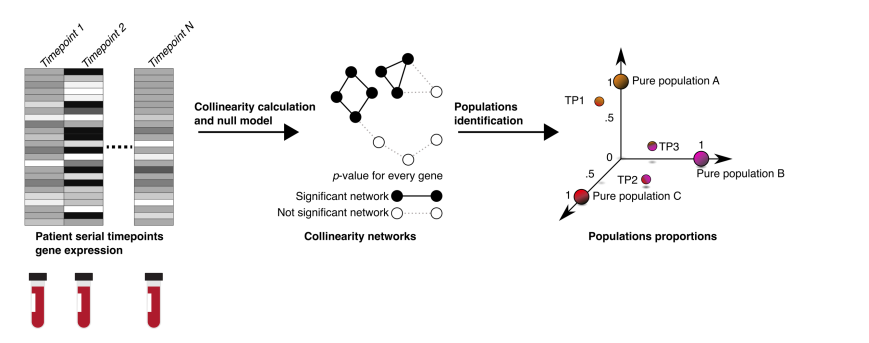 Timepoint 1
Timepoint 2
Timepoint N
Patient serial timepoints
gene expression
Collinearity calculation
and null model
p-value for every gene
Significant network
Not significant network
Collinearity networks
Populations
identification
1
Pure population A
TP1
.5
TP3
0
1
.5
TP2
Pure population B
1
Pure population C
Populations proportions